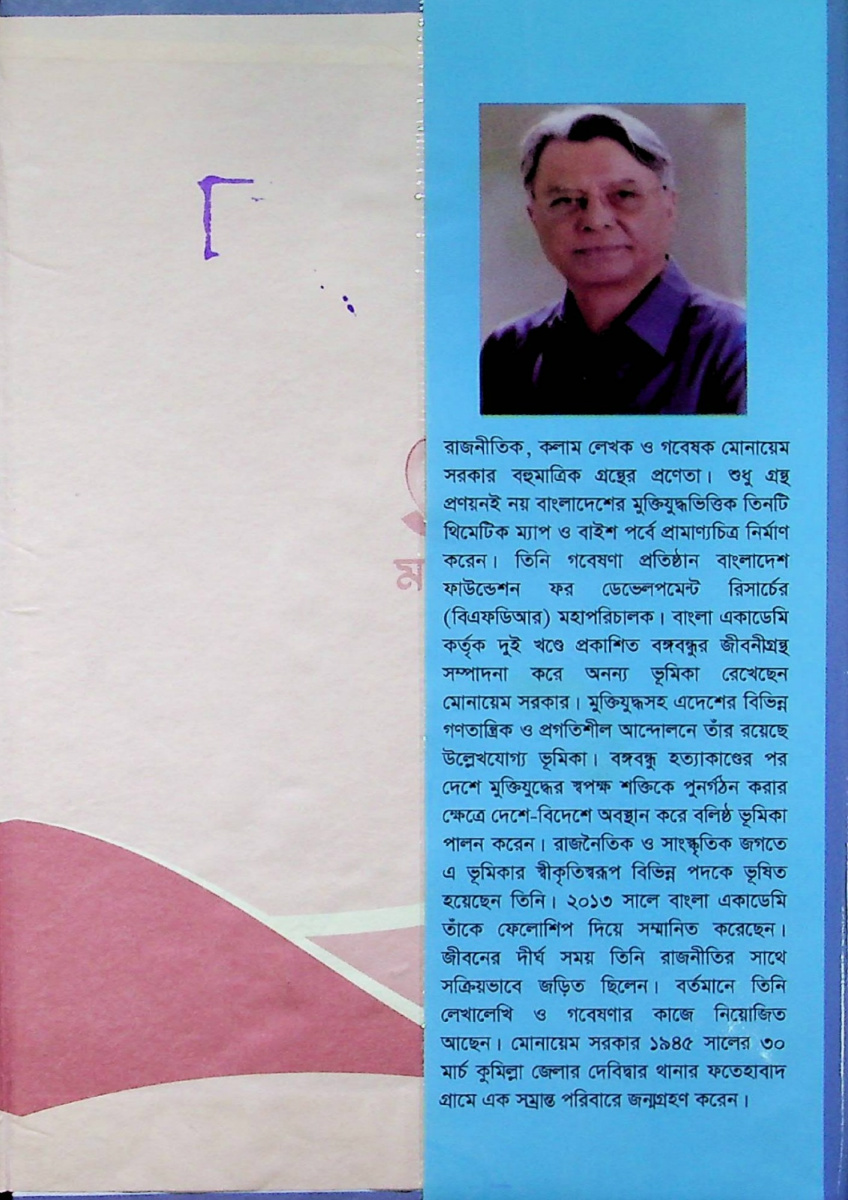 ম
রাজনীতিক, কলাম লেখক ও গবেষক মোনায়েম
সরকার বহুমাত্রিক গ্রন্থের প্রণেতা। শুধু গ্রন্থ
প্রণয়নই নয় বাংলাদেশের মুক্তিযুদ্ধভিত্তিক তিনটি
থিমেটিক ম্যাপ ও বাইশ পর্বে প্রামাণ্যচিত্র নির্মাণ
করেন। তিনি গবেষণা প্রতিষ্ঠান বাংলাদেশ
ফাউন্ডেশন ফর ডেভেলপমেন্ট রিসার্চের
(বিএফডিআর) মহাপরিচালক। বাংলা একাডেমি
কর্তৃক দুই খণ্ডে প্রকাশিত বঙ্গবন্ধুর জীবনীগ্রন্থ
সম্পাদনা করে অনন্য ভূমিকা রেখেছেন
মোনায়েম সরকার। মুক্তিযুদ্ধসহ এদেশের বিভিন্ন
গণতান্ত্রিক ও প্রগতিশীল আন্দোলনে তাঁর রয়েছে
উল্লেখযোগ্য ভূমিকা। বঙ্গবন্ধু হত্যাকাণ্ডের পর
দেশে মুক্তিযুদ্ধের স্বপক্ষ শক্তিকে পুনর্গঠন করার
ক্ষেত্রে দেশে-বিদেশে অবস্থান করে বলিষ্ঠ ভূমিকা
পালন করেন। রাজনৈতিক ও সাংস্কৃতিক জগতে
এ ভূমিকার স্বীকৃতিস্বরূপ বিভিন্ন পদকে ভূষিত
হয়েছেন তিনি। ২০১৩ সালে বাংলা একাডেমি
তাঁকে ফেলোশিপ দিয়ে সম্মানিত করেছেন।
জীবনের দীর্ঘ সময় তিনি রাজনীতির সাথে
সক্রিয়ভাবে জড়িত ছিলেন। বর্তমানে তিনি
লেখালেখি ও গবেষণার কাজে নিয়োজিত
আছেন। মোনায়েম সরকার ১৯৪৫ সালের ৩০
মার্চ কুমিল্লা জেলার দেবিদ্বার থানার ফতেহাবাদ
গ্রামে এক সম্ভ্রান্ত পরিবারে জন্মগ্রহণ করেন।